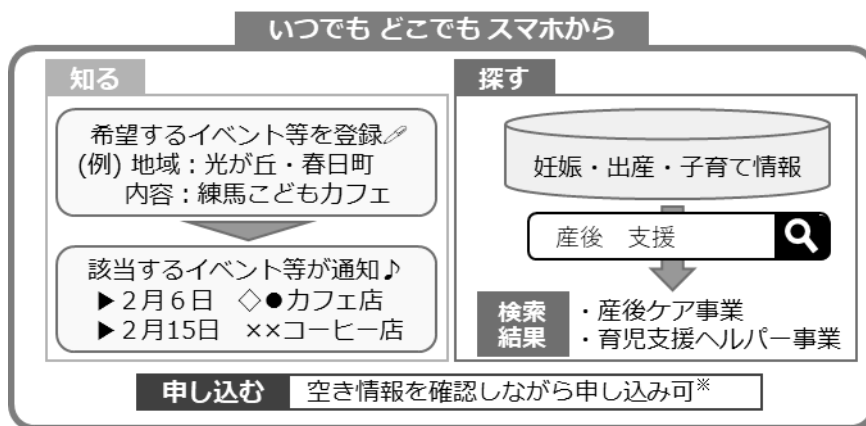 いつでも どこでも スマホから
知る
希望するイベント等を登録
(例) 地域：光が丘・春日町
内容：練馬こどもカフェ
該当するイベント等が通知♪
▶２月６日　◇●カフェ店
▶２月15日　××コーヒー店
探す
妊娠・出産・子育て情報
産後　支援
検索
結果
・産後ケア事業
・育児支援ヘルパー事業
申し込む
空き情報を確認しながら申し込み可※